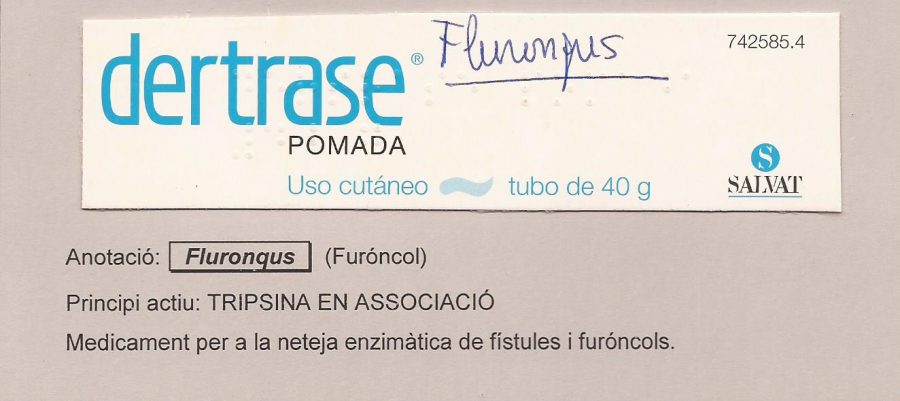 dertrase® Fluronqus 742585.4
POMADA
Uso cutáneo tubo de 40 g
S
SALVAT
Anotació: Fluronqus (Furóncol)
Principi actiu: TRIPSINA EN ASSOCIACIÓ
Medicament per a la neteja enzimàtica de fístules i furóncols.